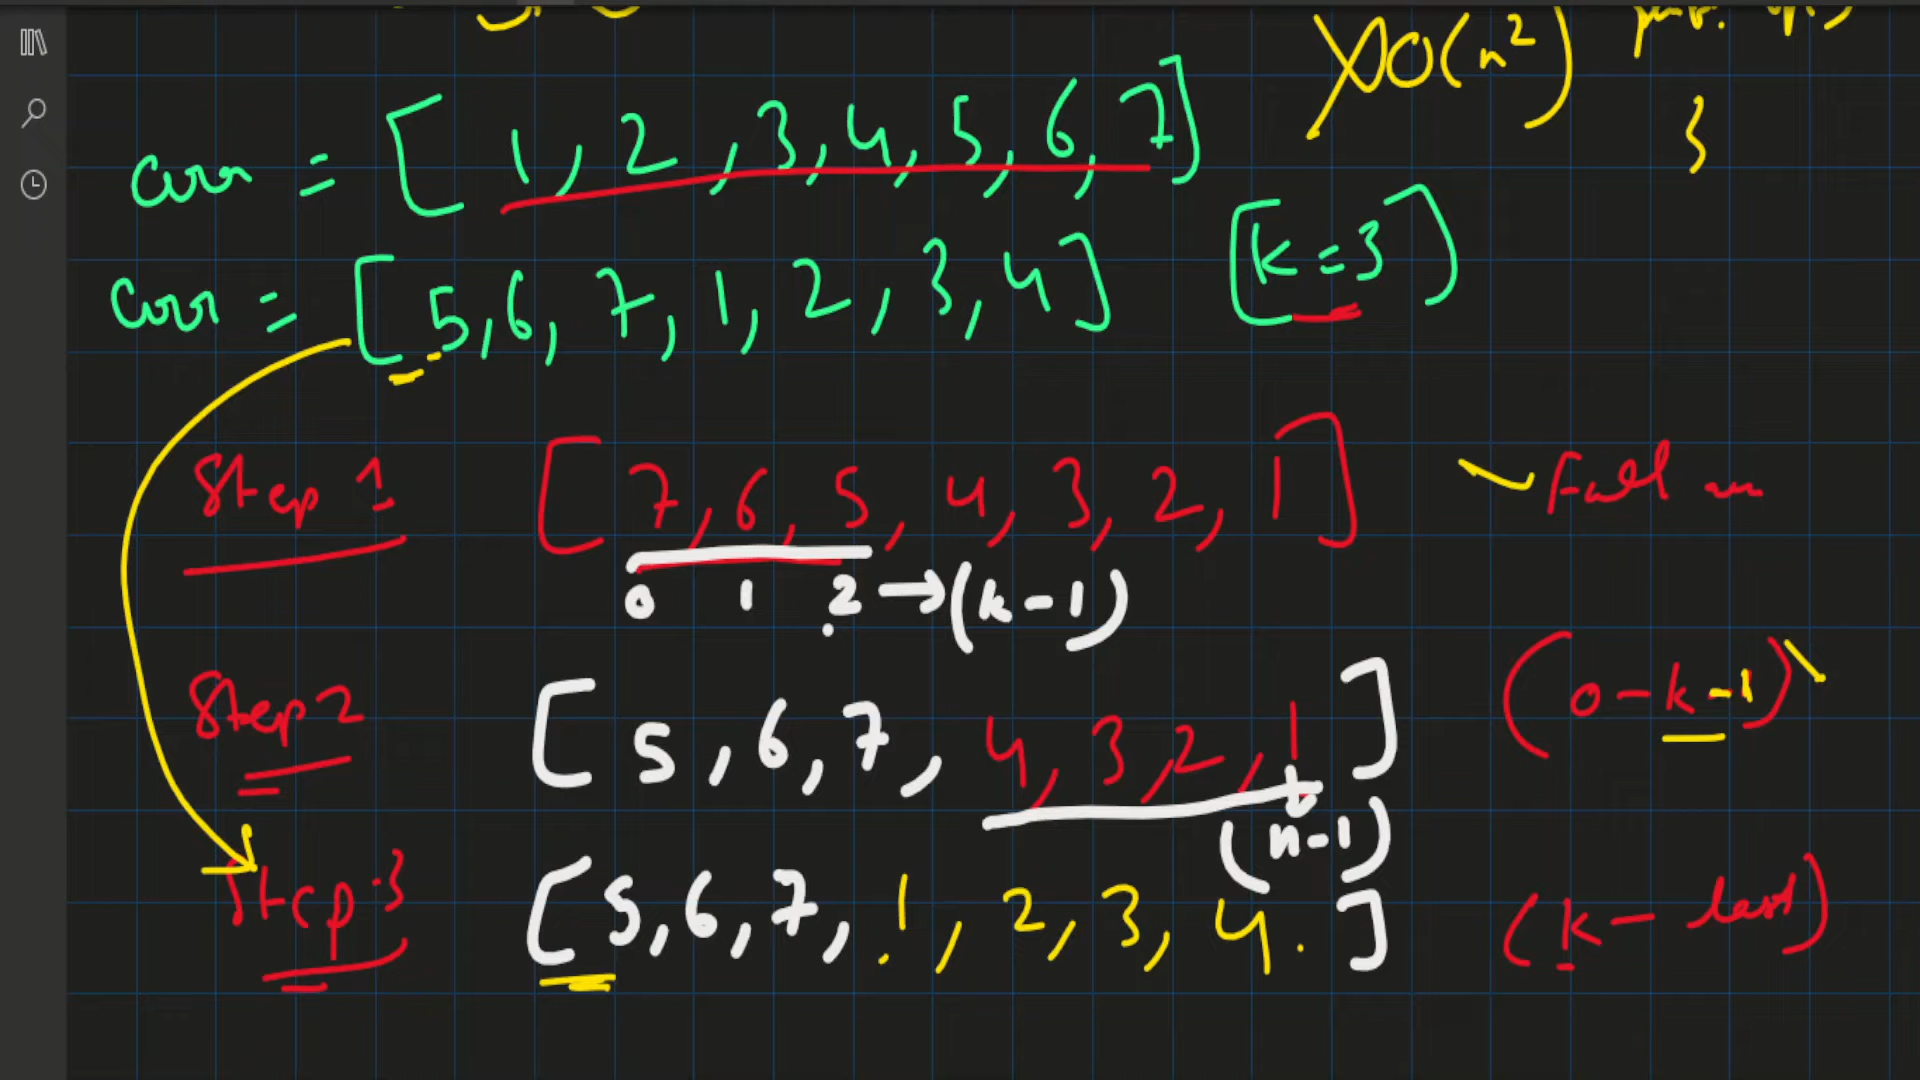 O(n²)
}
arr = [1, 2, 3, 4, 5, 6, 7]
[k=3]
arr = [5, 6, 7, 1, 2, 3, 4]
Step 1 [7, 6, 5, 4, 3, 2, 1] Full
0 1 2 → (k-1)
Step 2 [5, 6, 7, 4, 3, 2, 1] (0 - k-1)
(n-1)
Step 3 [5, 6, 7, 1, 2, 3, 4] (k - last)